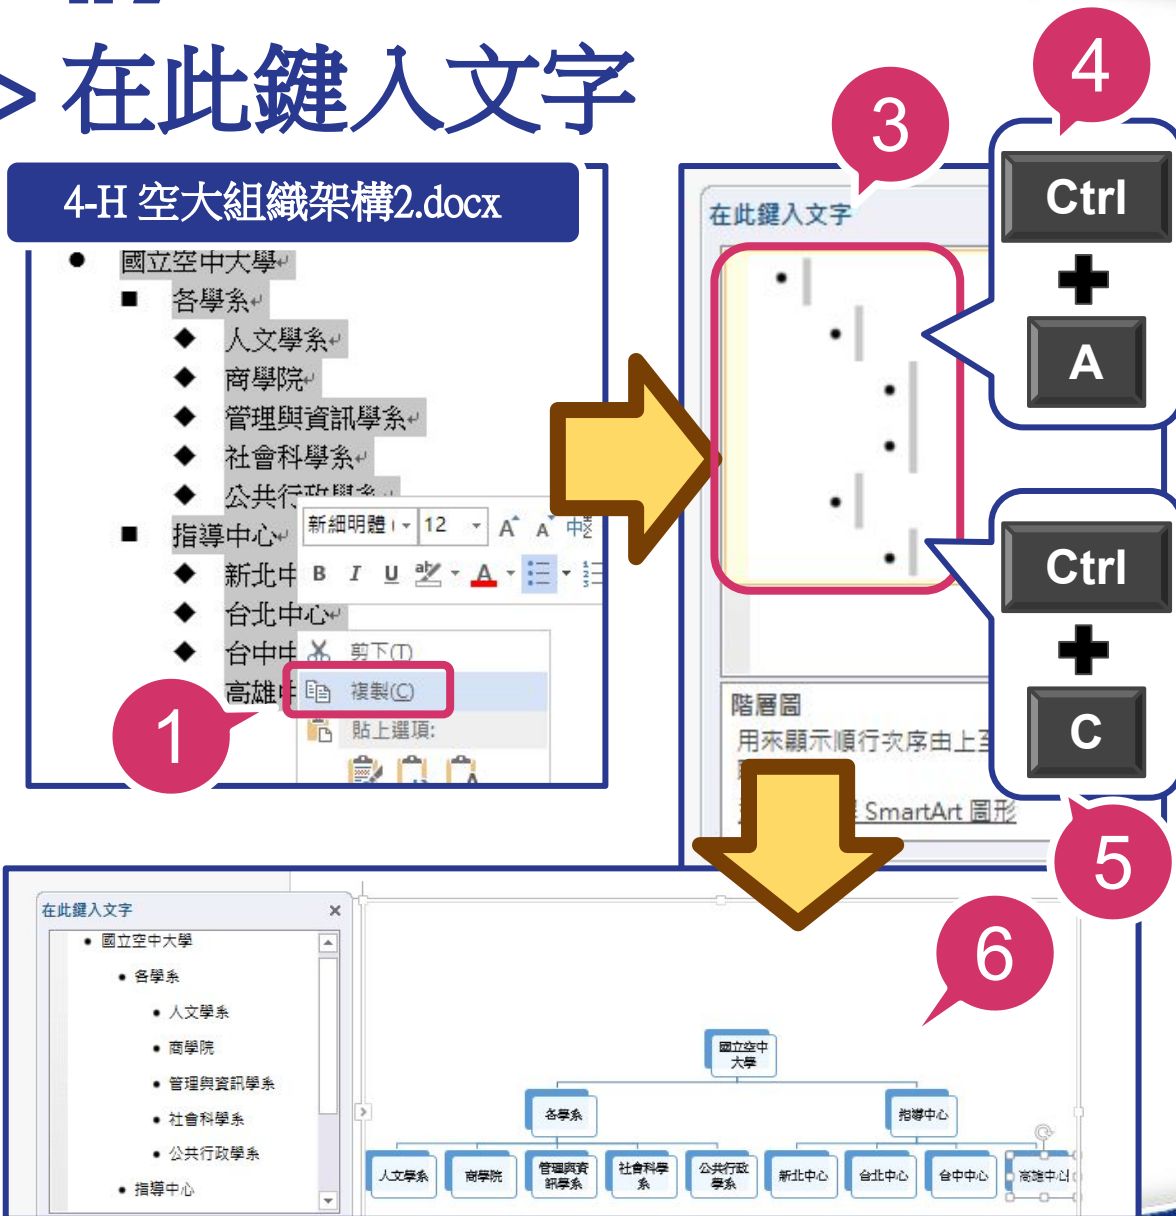 > 在此鍵入文字
4-H 空大組織架構2.docx
國立空中大學
各學系
人文學系
商學院
管理與資訊學系
社會科學系
公共行政學系
指導中心
新北中
台北中心
台中中
高雄中
新細明體 ( 12 A A 中
B I U ab A
剪下(T)
複製(C)
貼上選項:
1
3
在此鍵入文字
4
Ctrl
A
Ctrl
C
5
階層圖
用來顯示順行次序由上至
SmartArt 圖形
6
在此鍵入文字 ×
國立空中大學
各學系
人文學系
商學院
管理與資訊學系
社會科學系
公共行政學系
指導中心
國立空中
大學
各學系
指導中心
人文學系
商學院
管理與資
訊學系
社會科學
系
公共行政
學系
新北中心
台北中心
台中中心
高雄中心